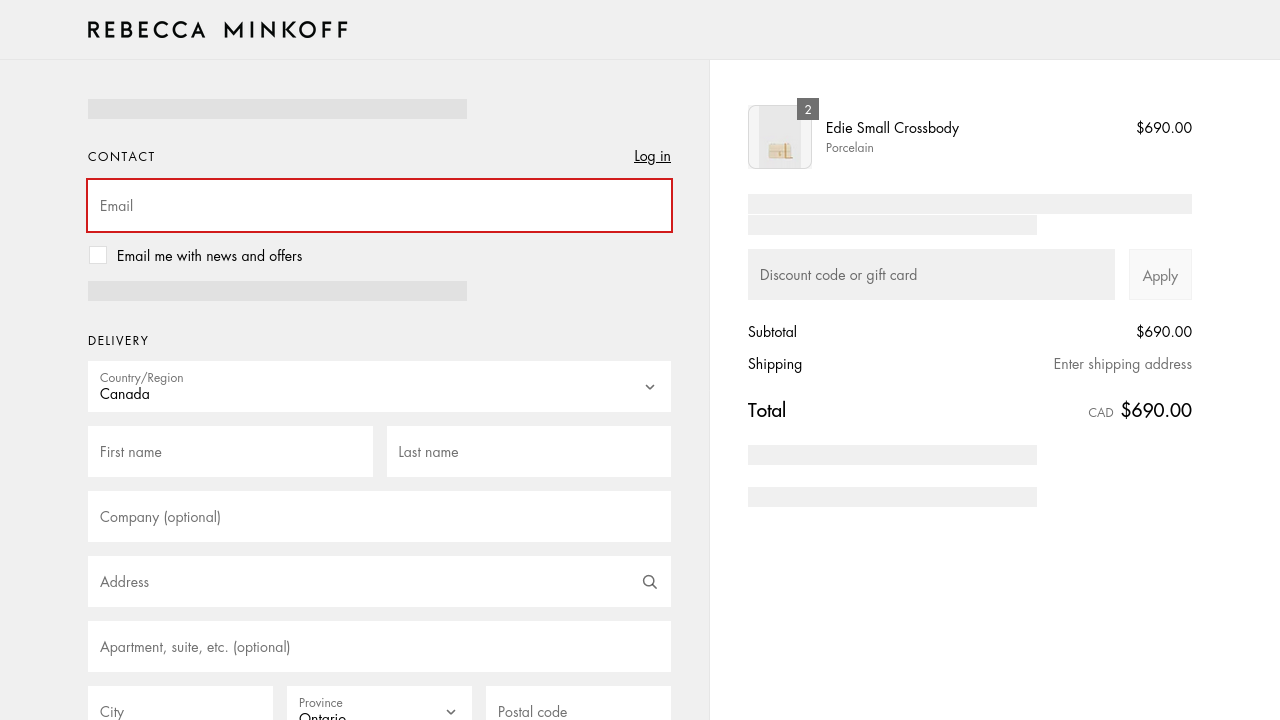 REBECCA MINKOFF
CONTACT
Log in
Email
Email me with news and offers
DELIVERY
Country/Region
Canada
First name
Last name
Company (optional)
Address
Apartment, suite, etc. (optional)
City
Province
Ontario
Postal code
2
Edie Small Crossbody
$690.00
Porcelain
Discount code or gift card
Apply
Subtotal
$690.00
Shipping
Enter shipping address
Total
CAD $690.00